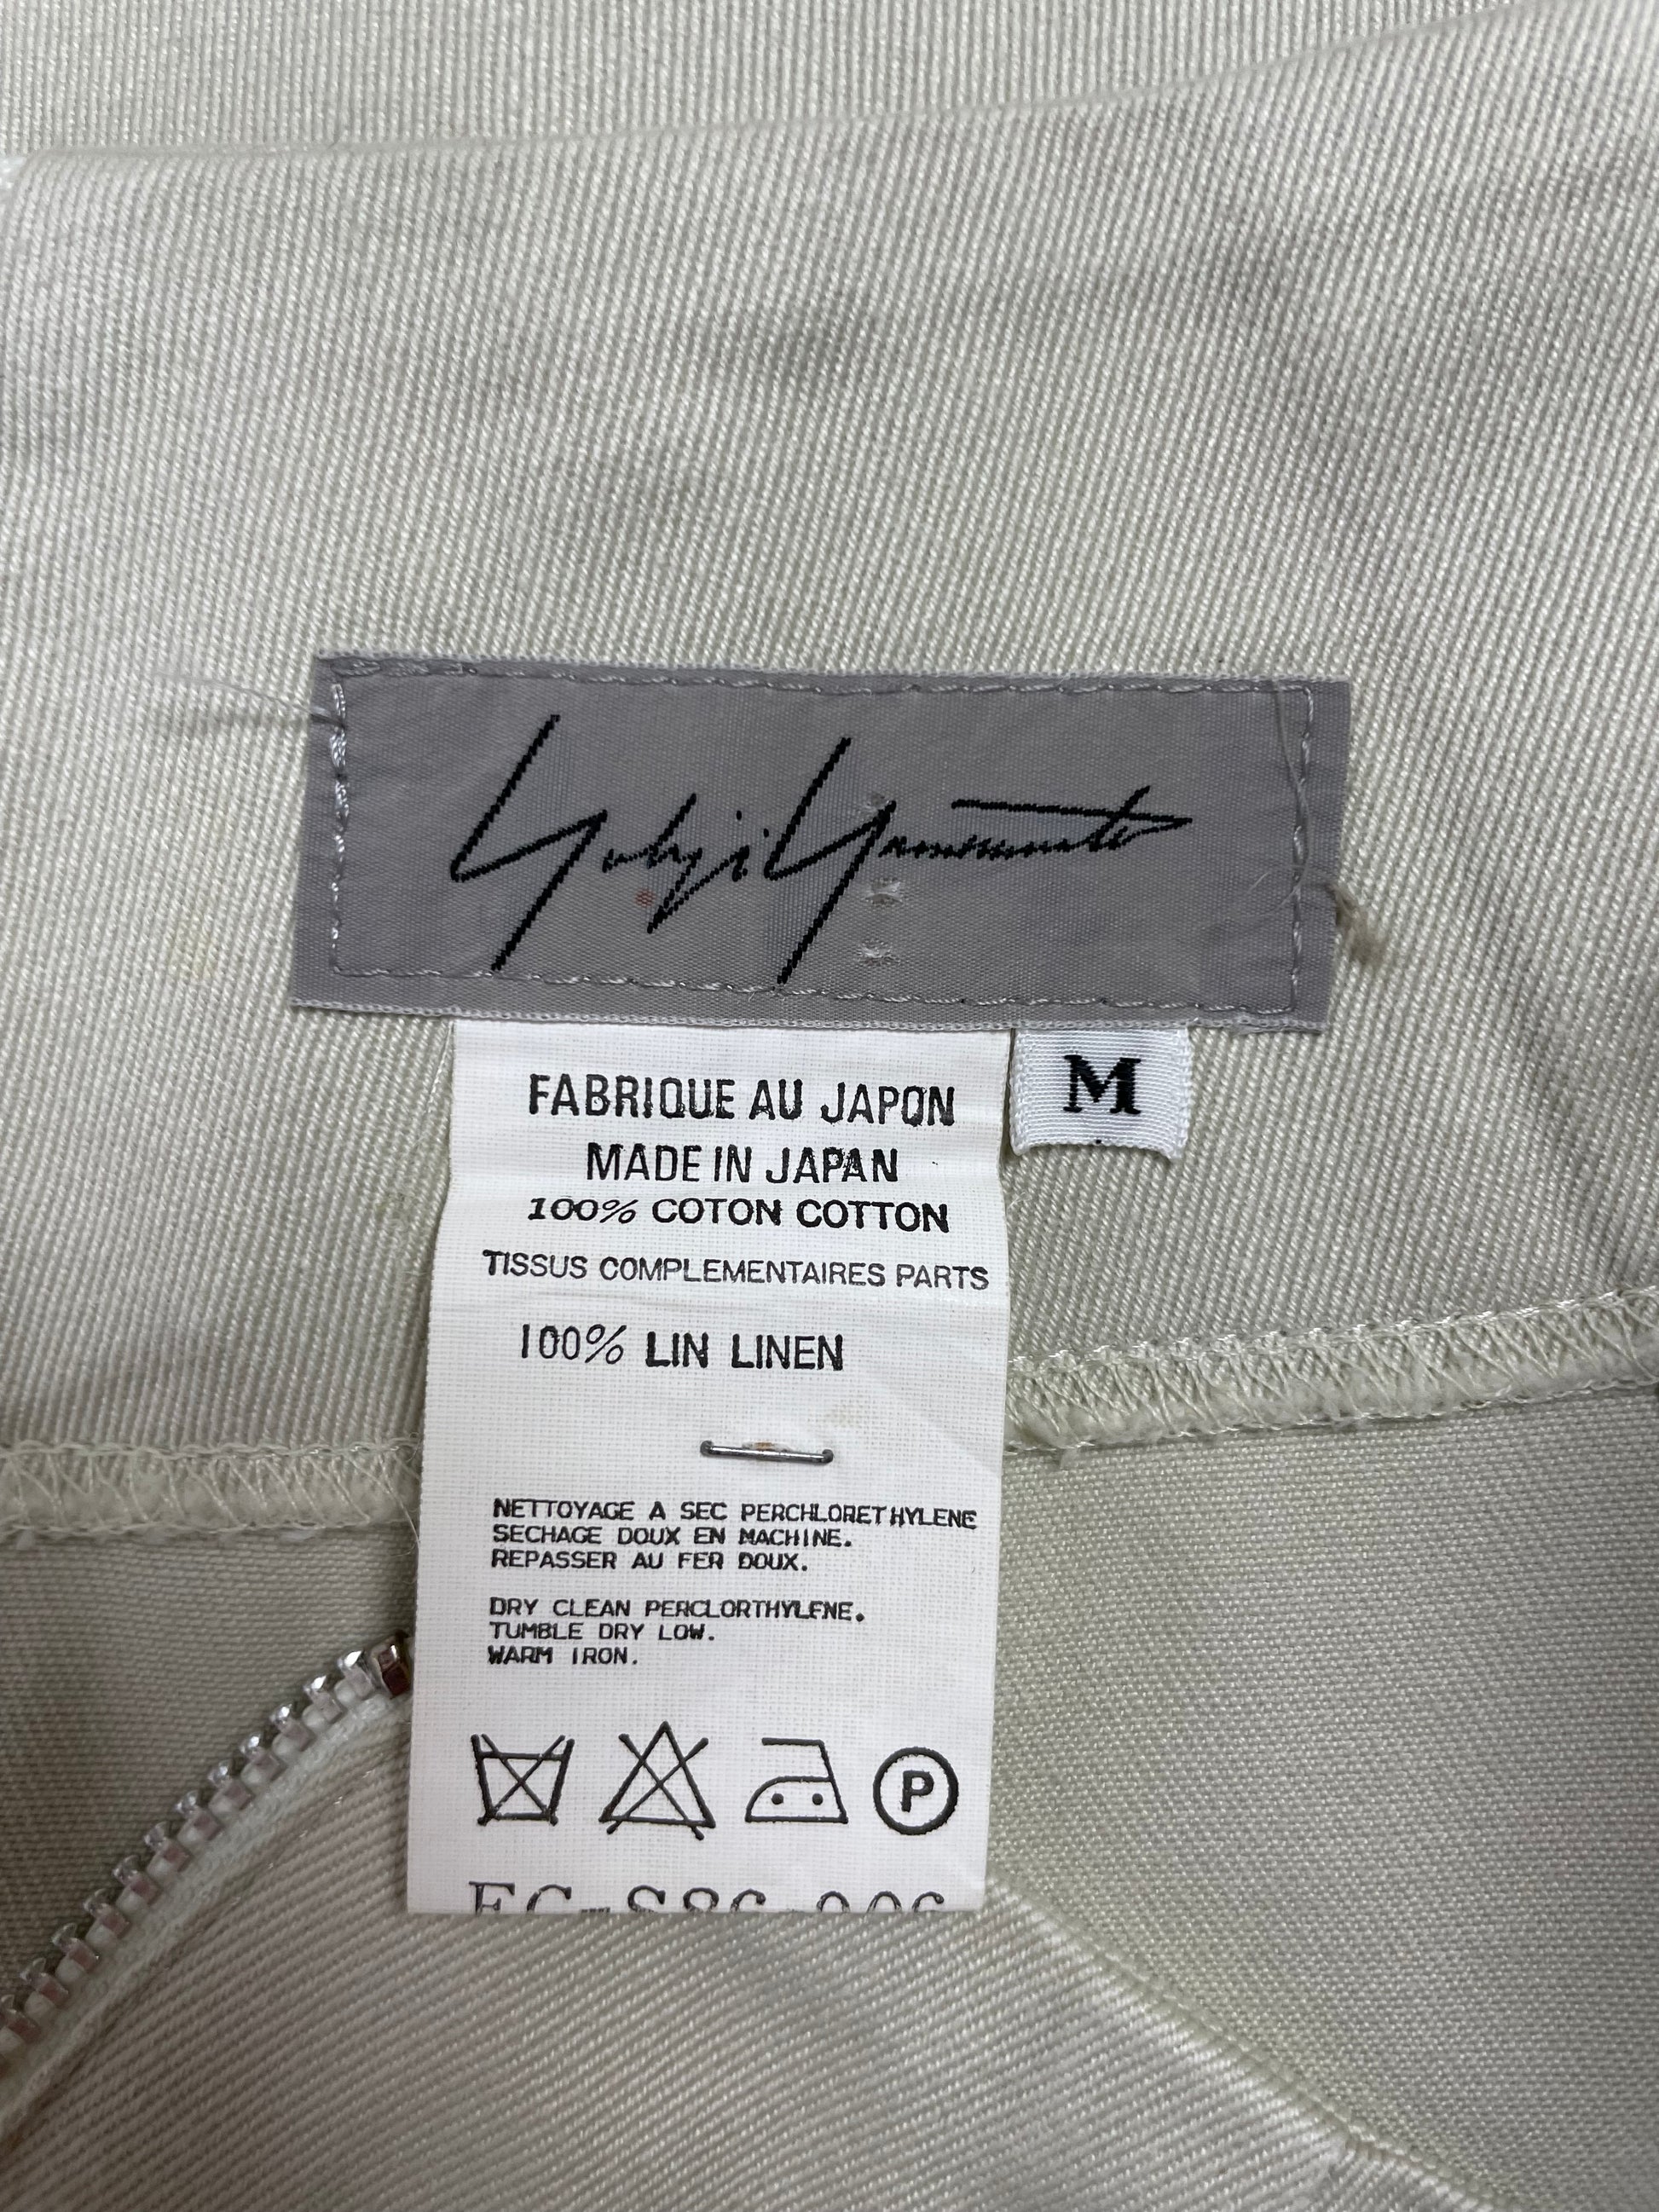 Yohji Yamamoto
M
FABRIQUE AU JAPON
MADE IN JAPAN
100% COTON COTTON
TISSUS COMPLEMENTAIRES PARTS
100% LIN LINEN
NETTOYAGE A SEC PERCHLORETHYLENE
SECHAGE DOUX EN MACHINE.
REPASSER AU FER DOUX.
DRY CLEAN PERCLORTHYLENE.
TUMBLE DRY LOW.
WARM IRON.
P